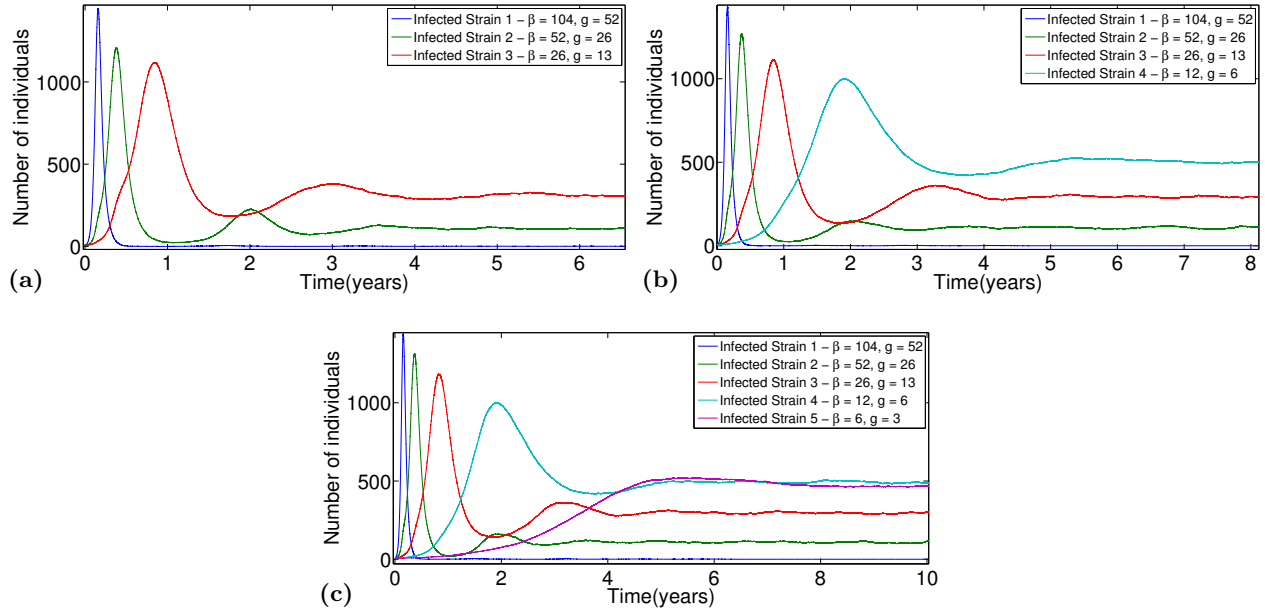 Infected Strain 1 – β = 104, g = 52
Infected Strain 2 – β = 52, g = 26
Infected Strain 3 – β = 26, g = 13
1000
500
0
Number of individuals
0 1 2 3 4 5 6
Time(years)
(a)
Infected Strain 1 – β = 104, g = 52
Infected Strain 2 – β = 52, g = 26
Infected Strain 3 – β = 26, g = 13
Infected Strain 4 – β = 12, g = 6
1000
500
0
Number of individuals
0 1 2 3 4 5 6 7 8
Time(years)
(b)
Infected Strain 1 – β = 104, g = 52
Infected Strain 2 – β = 52, g = 26
Infected Strain 3 – β = 26, g = 13
Infected Strain 4 – β = 12, g = 6
Infected Strain 5 – β = 6, g = 3
1000
500
0
Number of individuals
0 2 4 6 8 10
Time(years)
(c)